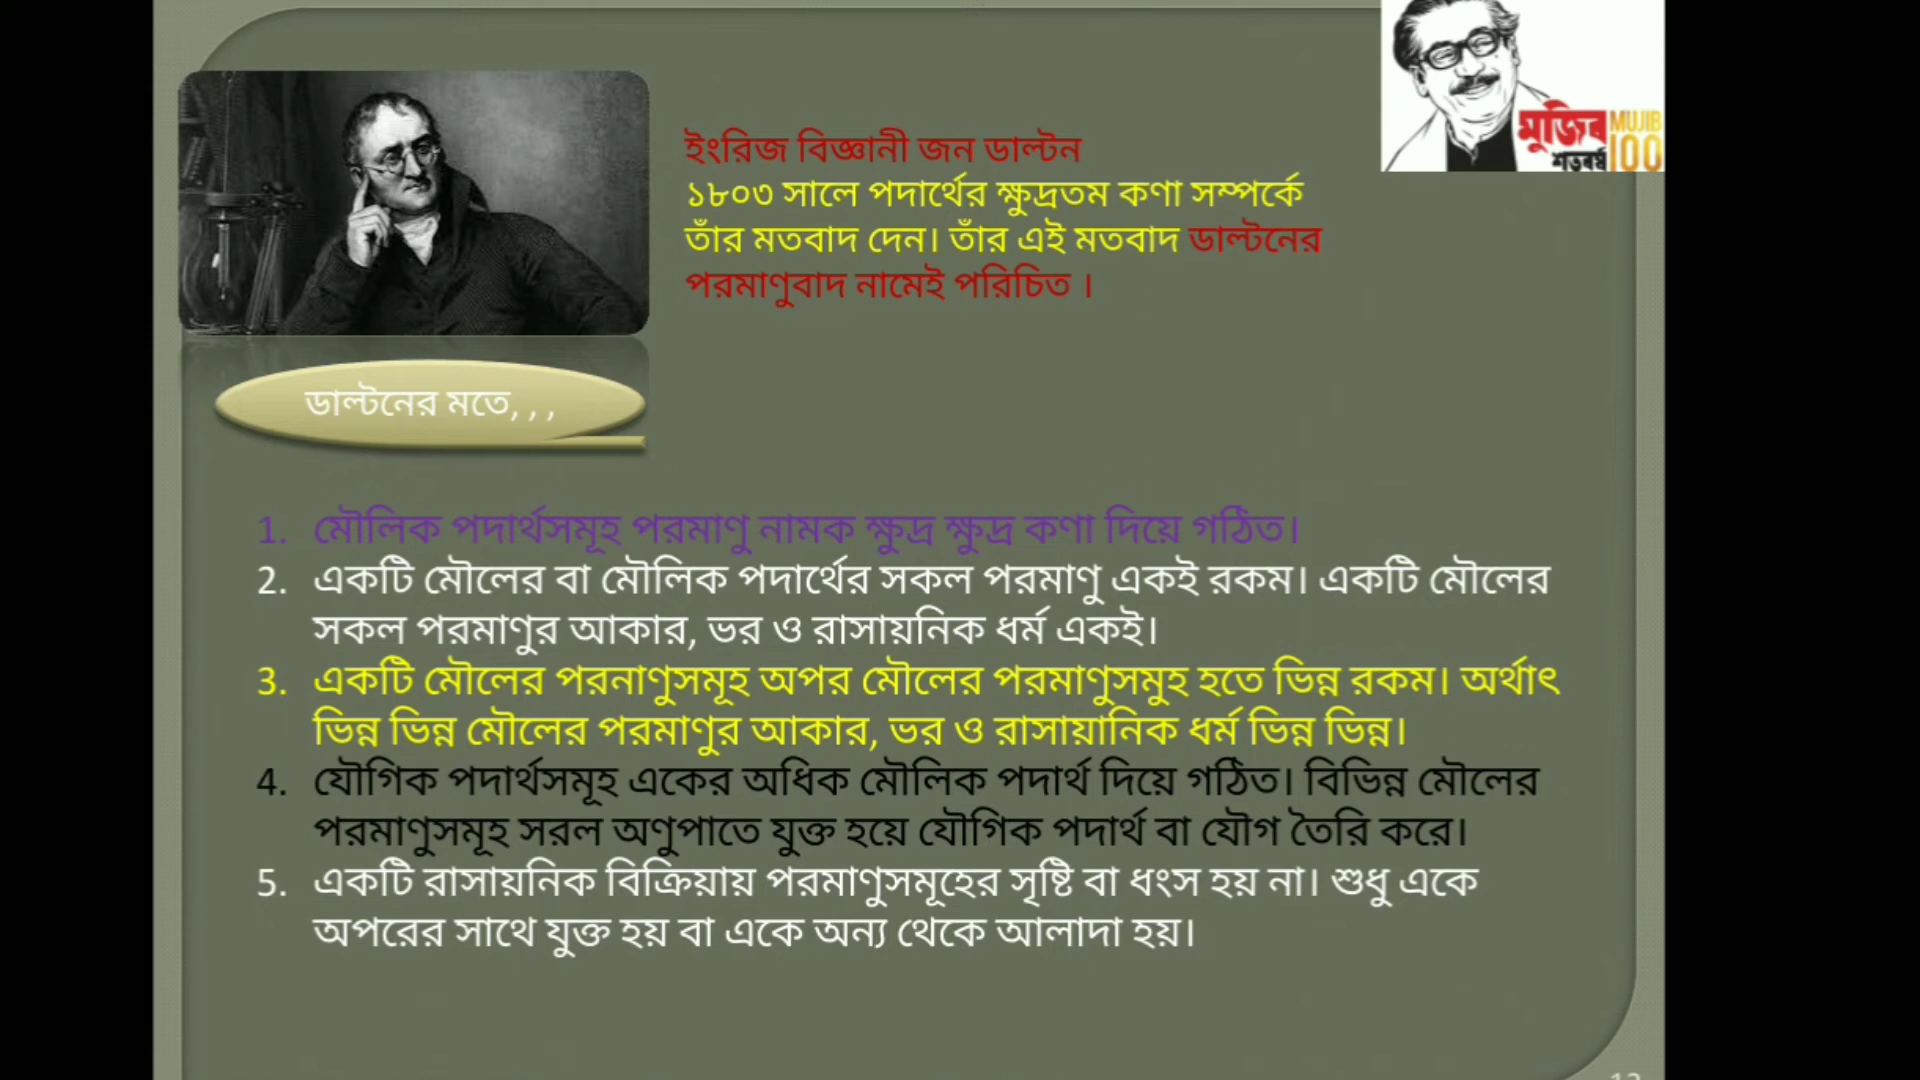 মুজিব MUJIB
শতবর্ষ 100
ইংরিজ বিজ্ঞানী জন ডাল্টন
১৮০৩ সালে পদার্থের ক্ষুদ্রতম কণা সম্পর্কে
তাঁর মতবাদ দেন। তাঁর এই মতবাদ ডাল্টনের
পরমাণুবাদ নামেই পরিচিত ।
ডাল্টনের মতে, , ,
1. মৌলিক পদার্থসমূহ পরমাণু নামক ক্ষুদ্র ক্ষুদ্র কণা দিয়ে গঠিত।
2. একটি মৌলের বা মৌলিক পদার্থের সকল পরমাণু একই রকম। একটি মৌলের
সকল পরমাণুর আকার, ভর ও রাসায়নিক ধর্ম একই।
3. একটি মৌলের পরনাণুসমূহ অপর মৌলের পরমাণুসমুহ হতে ভিন্ন রকম। অর্থাৎ
ভিন্ন ভিন্ন মৌলের পরমাণুর আকার, ভর ও রাসায়ানিক ধর্ম ভিন্ন ভিন্ন।
4. যৌগিক পদার্থসমূহ একের অধিক মৌলিক পদার্থ দিয়ে গঠিত। বিভিন্ন মৌলের
পরমাণুসমূহ সরল অণুপাতে যুক্ত হয়ে যৌগিক পদার্থ বা যৌগ তৈরি করে।
5. একটি রাসায়নিক বিক্রিয়ায় পরমাণুসমূহের সৃষ্টি বা ধংস হয় না। শুধু একে
অপরের সাথে যুক্ত হয় বা একে অন্য থেকে আলাদা হয়।